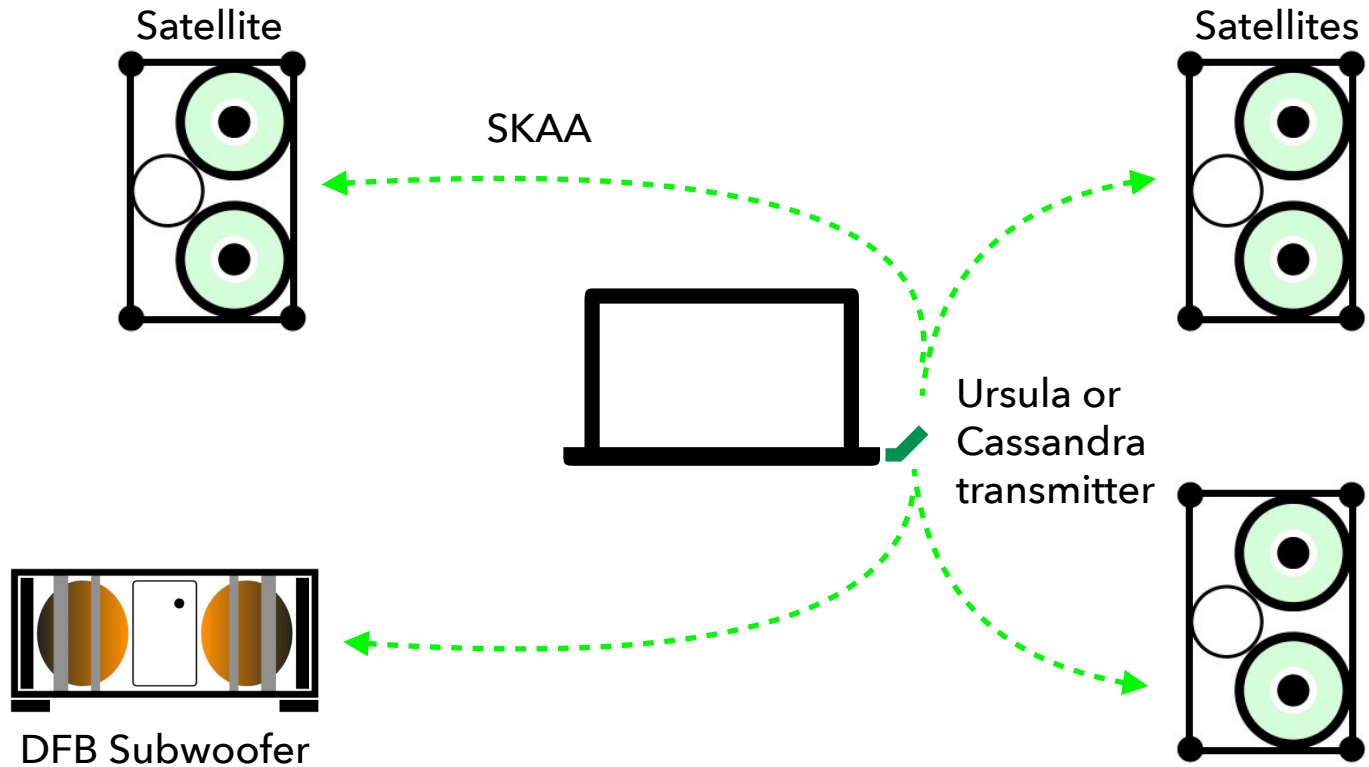 Satellite
Satellites
SKAA
Ursula or
Cassandra
transmitter
DFB Subwoofer